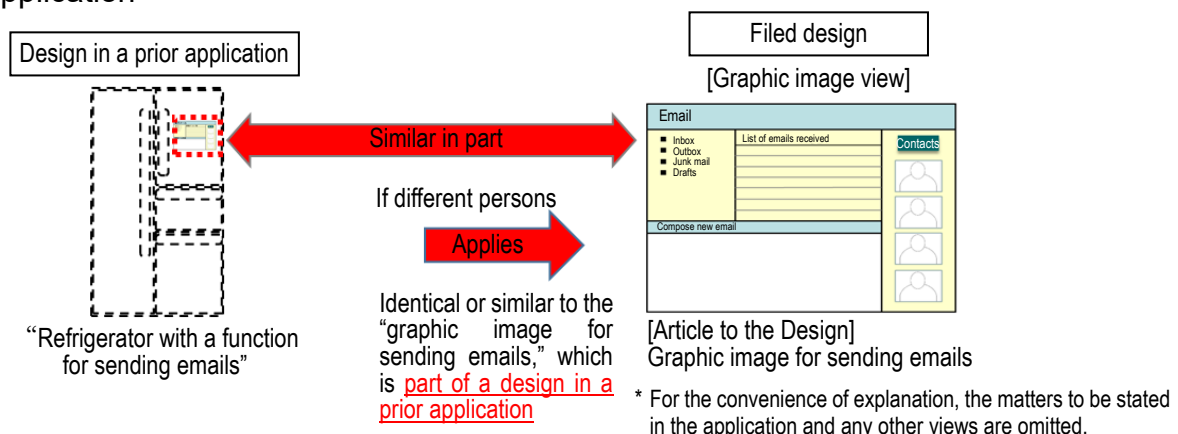 Design in a prior application
Filed design
[Graphic image view]
Email
Inbox
Outbox
Junk mail
Drafts
List of emails received
Contacts
Compose new email
Similar in part
If different persons
Applies
Identical or similar to the
“graphic image for
sending emails,” which
is part of a design in a
prior application
“Refrigerator with a function
for sending emails”
[Article to the Design]
Graphic image for sending emails
* For the convenience of explanation, the matters to be stated
in the application and any other views are omitted.